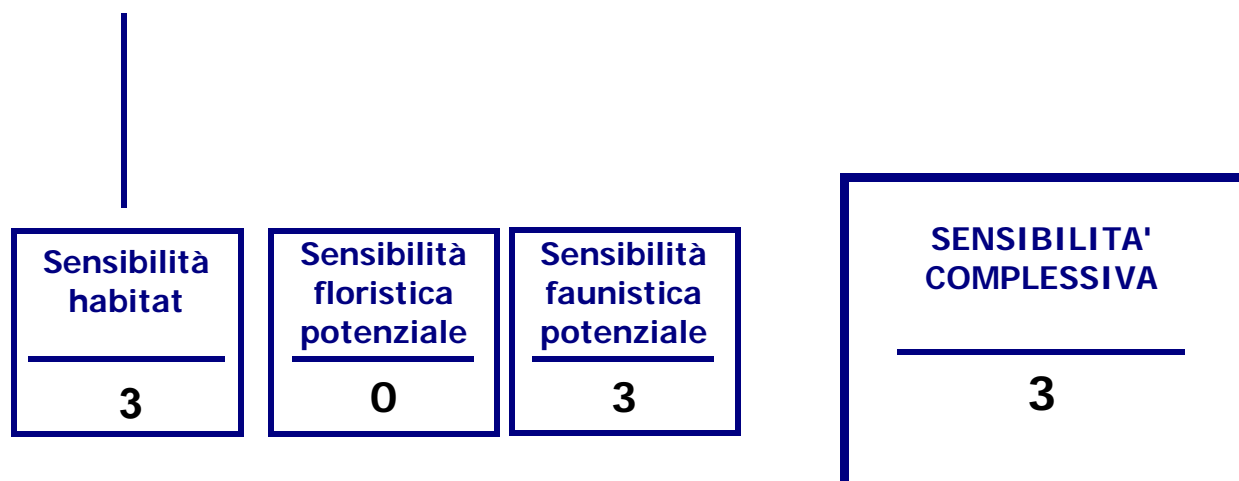 Sensibilità
habitat
3
Sensibilità
floristica
potenziale
0
Sensibilità
faunistica
potenziale
3
SENSIBILITA'
COMPLESSIVA
3